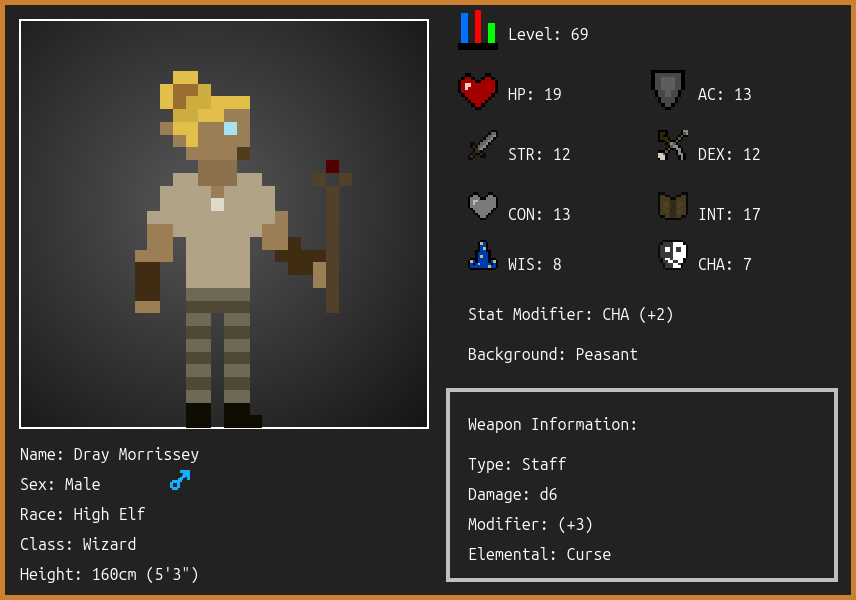 Level: 69
HP: 19
AC: 13
STR: 12
DEX: 12
CON: 13
INT: 17
WIS: 8
CHA: 7
Stat Modifier: CHA (+2)
Background: Peasant
Weapon Information:
Type: Staff
Damage: d6
Modifier: (+3)
Elemental: Curse
Name: Dray Morrissey
Sex: Male
Race: High Elf
Class: Wizard
Height: 160cm (5'3")